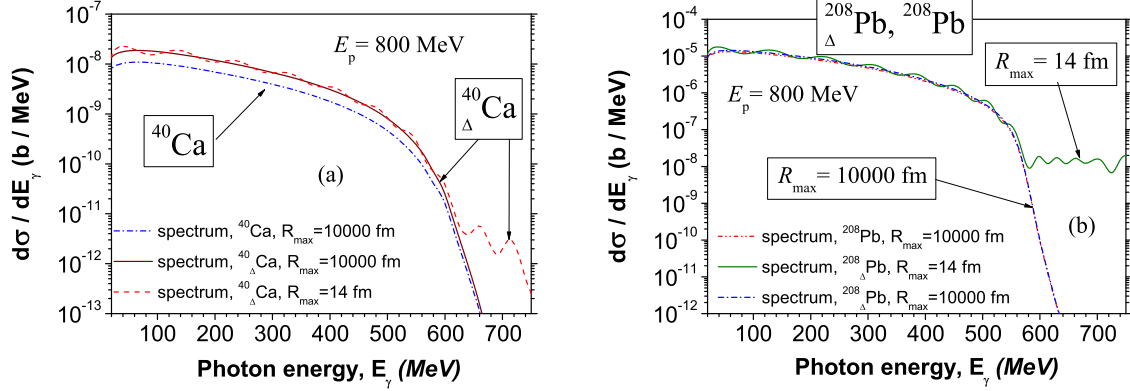 10⁻⁷
10⁻⁸
10⁻⁹
10⁻¹⁰
10⁻¹¹
10⁻¹²
10⁻¹³
dσ / dE_γ (b / MeV)
E_p = 800 MeV
⁴⁰Ca
⁴⁰_ΔCa
(a)
spectrum, ⁴⁰Ca, R_max=10000 fm
spectrum, ⁴⁰_ΔCa, R_max=10000 fm
spectrum, ⁴⁰_ΔCa, R_max=14 fm
100 200 300 400 500 600 700
Photon energy, E_γ (MeV)
²⁰⁸_ΔPb, ²⁰⁸Pb
10⁻⁴
10⁻⁵
10⁻⁶
10⁻⁷
10⁻⁸
10⁻⁹
10⁻¹⁰
10⁻¹¹
10⁻¹²
dσ / dE_γ (b / MeV)
R_max= 14 fm
E_p = 800 MeV
R_max= 10000 fm
(b)
spectrum, ²⁰⁸Pb, R_max=10000 fm
spectrum, ²⁰⁸_ΔPb, R_max=14 fm
spectrum, ²⁰⁸_ΔPb, R_max=10000 fm
100 200 300 400 500 600 700
Photon energy, E_γ (MeV)